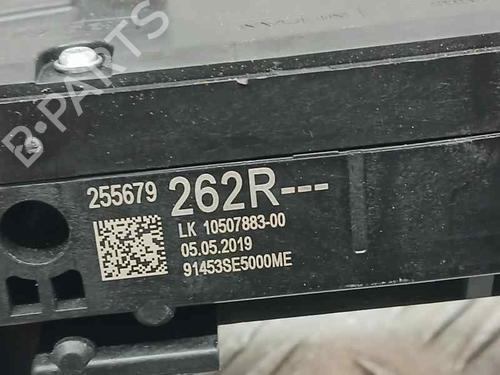 B-PARTS
255679 262R---
LK 10507883-00
05.05.2019
91453SE5000ME